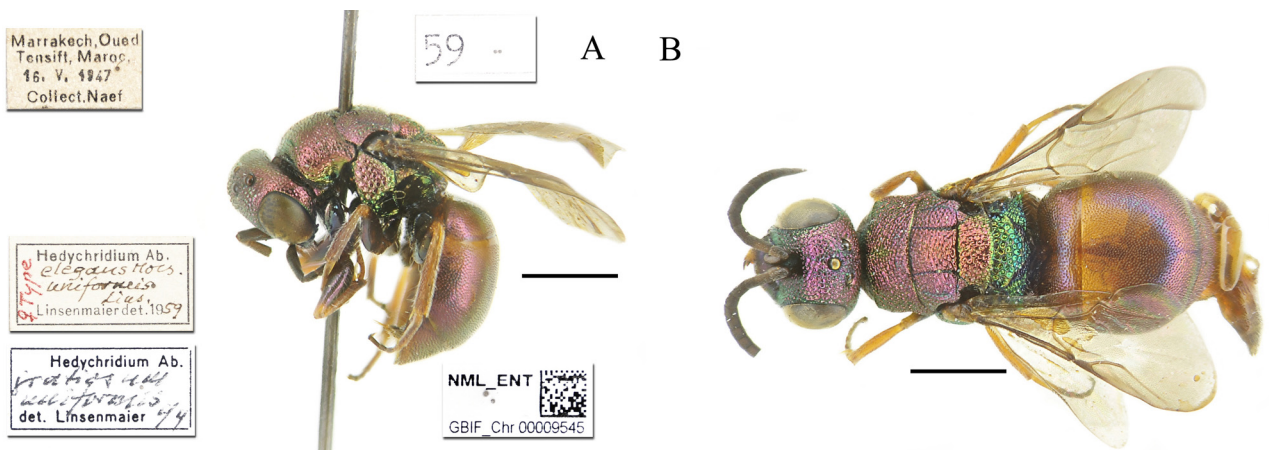 Marrakech,Oued
Tensift, Maroc,
16. V. 1947
Collect.Naef
59
A
B
Hedychridium Ab.
elegans Mocs.
uniformis
Lins.
♀ Type
Linsenmaier det. 1959
Hedychridium Ab.
uniformis
det. Linsenmaier
NML_ENT
GBIF_Chr 00009545